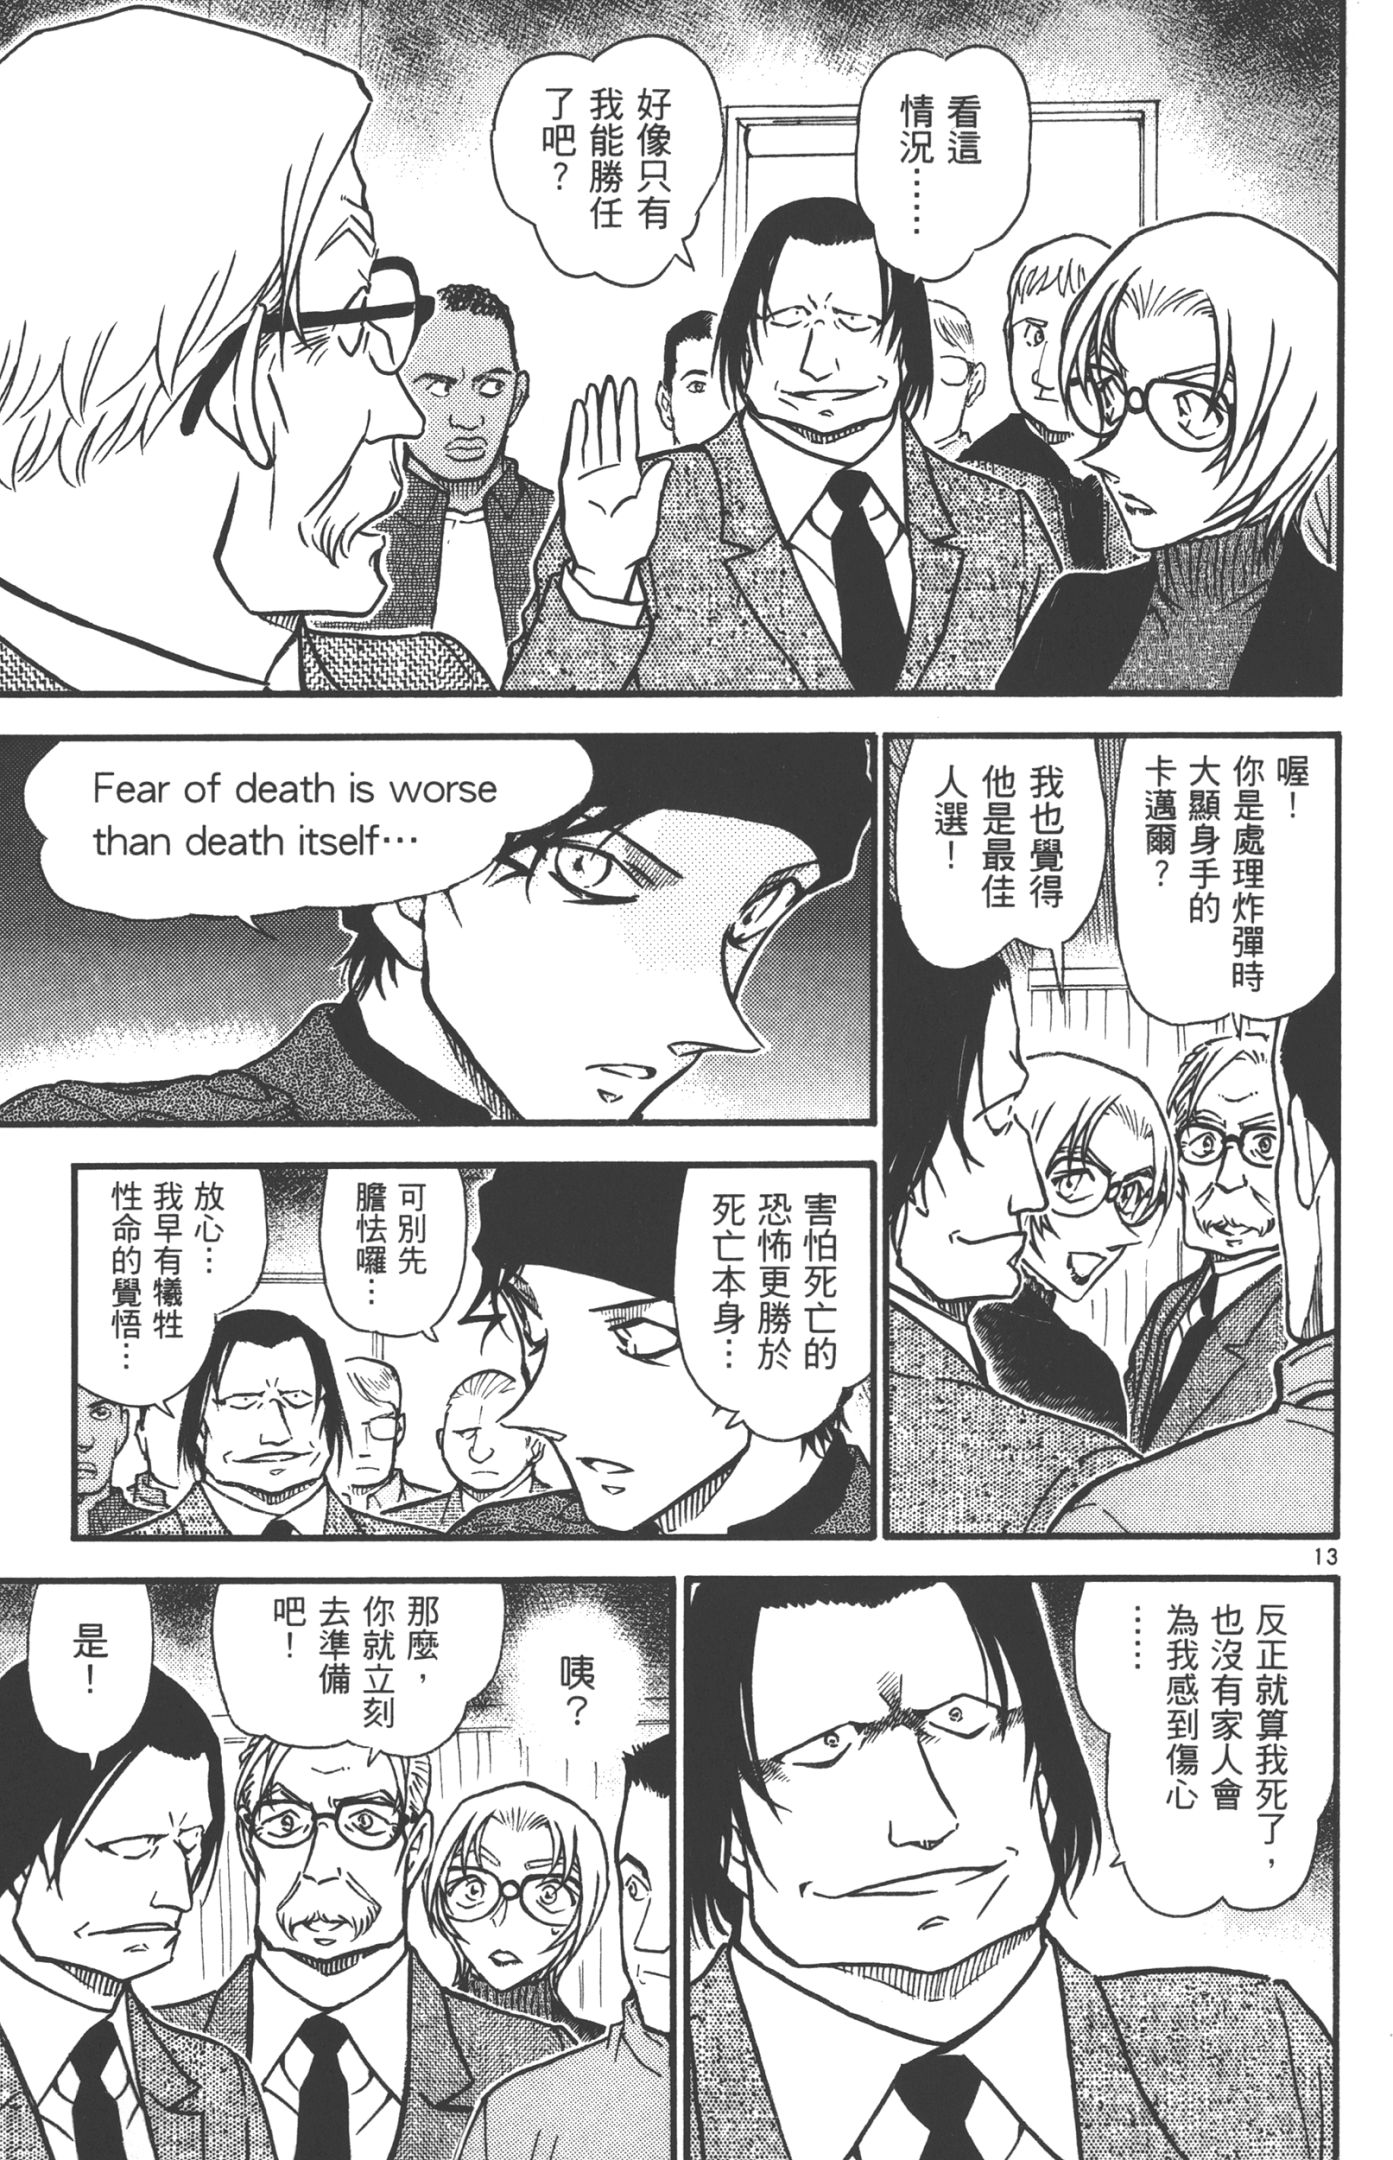 看這
情況……
好像只有
我能勝任
了吧？
喔！
你是處理炸彈時
大顯身手的
卡邁爾？
我也覺得
他是最佳
人選！
Fear of death is worse
than death itself…
害怕死亡的
恐怖更勝於
死亡本身…
可別先
膽怯囉…
放心…
我早有犧牲
性命的覺悟…
13
反正就算我死了，
也沒有家人會
為我感到傷心
……
咦？
那麼，
你就立刻
去準備
吧！
是！